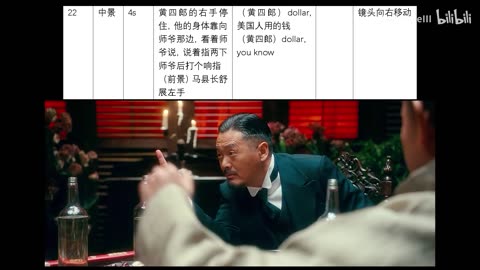 22 中景 4s 黄四郎的右手停 （黄四郎）dollar, 镜头向右移动
住，他的身体靠向 美国人用的钱
师爷那边，看着师 （黄四郎）dollar,
爷说，说着指两下 you know
师爷后打个响指
（前景）马县长舒
展左手
bilibili